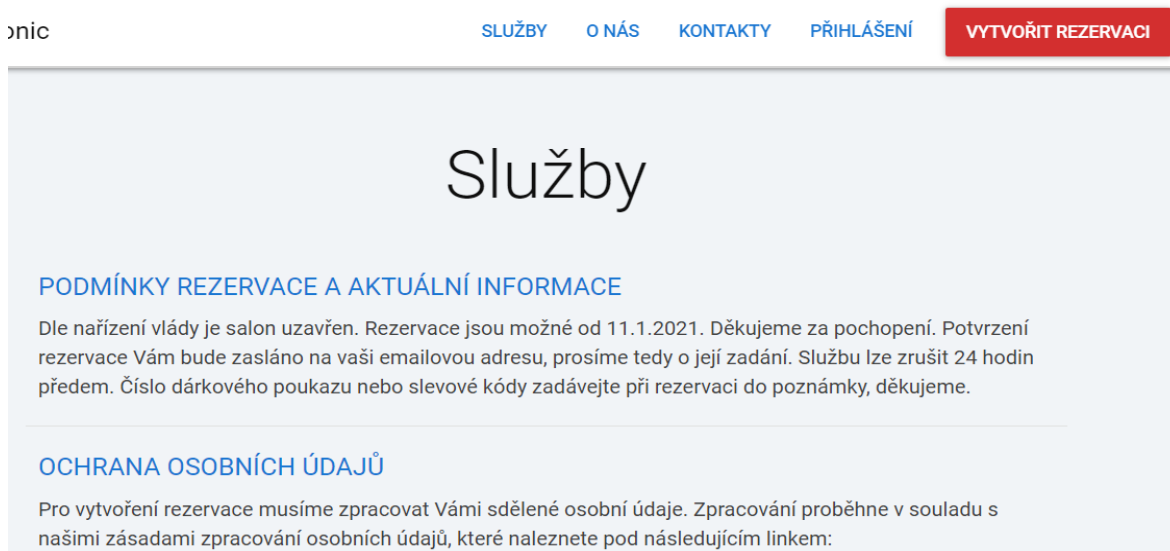 onic
SLUŽBY O NÁS KONTAKTY PŘIHLÁŠENÍ VYTVOŘIT REZERVACI
Služby
PODMÍNKY REZERVACE A AKTUÁLNÍ INFORMACE
Dle nařízení vlády je salon uzavřen. Rezervace jsou možné od 11.1.2021. Děkujeme za pochopení. Potvrzení
rezervace Vám bude zasláno na vaši emailovou adresu, prosíme tedy o její zadání. Službu lze zrušit 24 hodin
předem. Číslo dárkového poukazu nebo slevové kódy zadávejte při rezervaci do poznámky, děkujeme.
OCHRANA OSOBNÍCH ÚDAJŮ
Pro vytvoření rezervace musíme zpracovat Vámi sdělené osobní údaje. Zpracování proběhne v souladu s
našimi zásadami zpracování osobních údajů, které naleznete pod následujícím linkem: